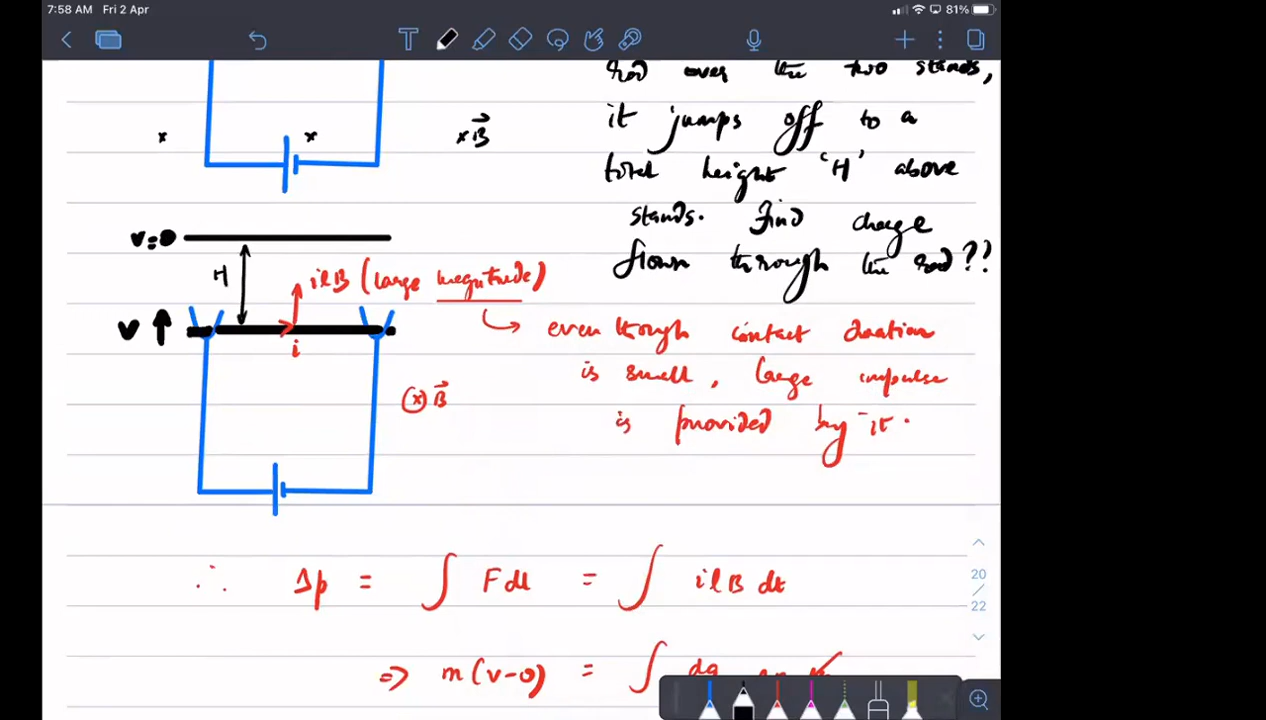 7:58 AM Fri 2 Apr
81%
T
rod over the two stands,
it jumps off to a
total height 'H' above
stands. Find charge
flown through the rod??
x x x B⃗
v=0
H
ilB (large magnitude)
v
i
→ even though contact duration
is small, large impulse
is provided by it.
(x) B⃗
∴ Δp = ∫ F dt = ∫ i l B dt
⇒ m(v-0) = ∫ dq
20
/
22